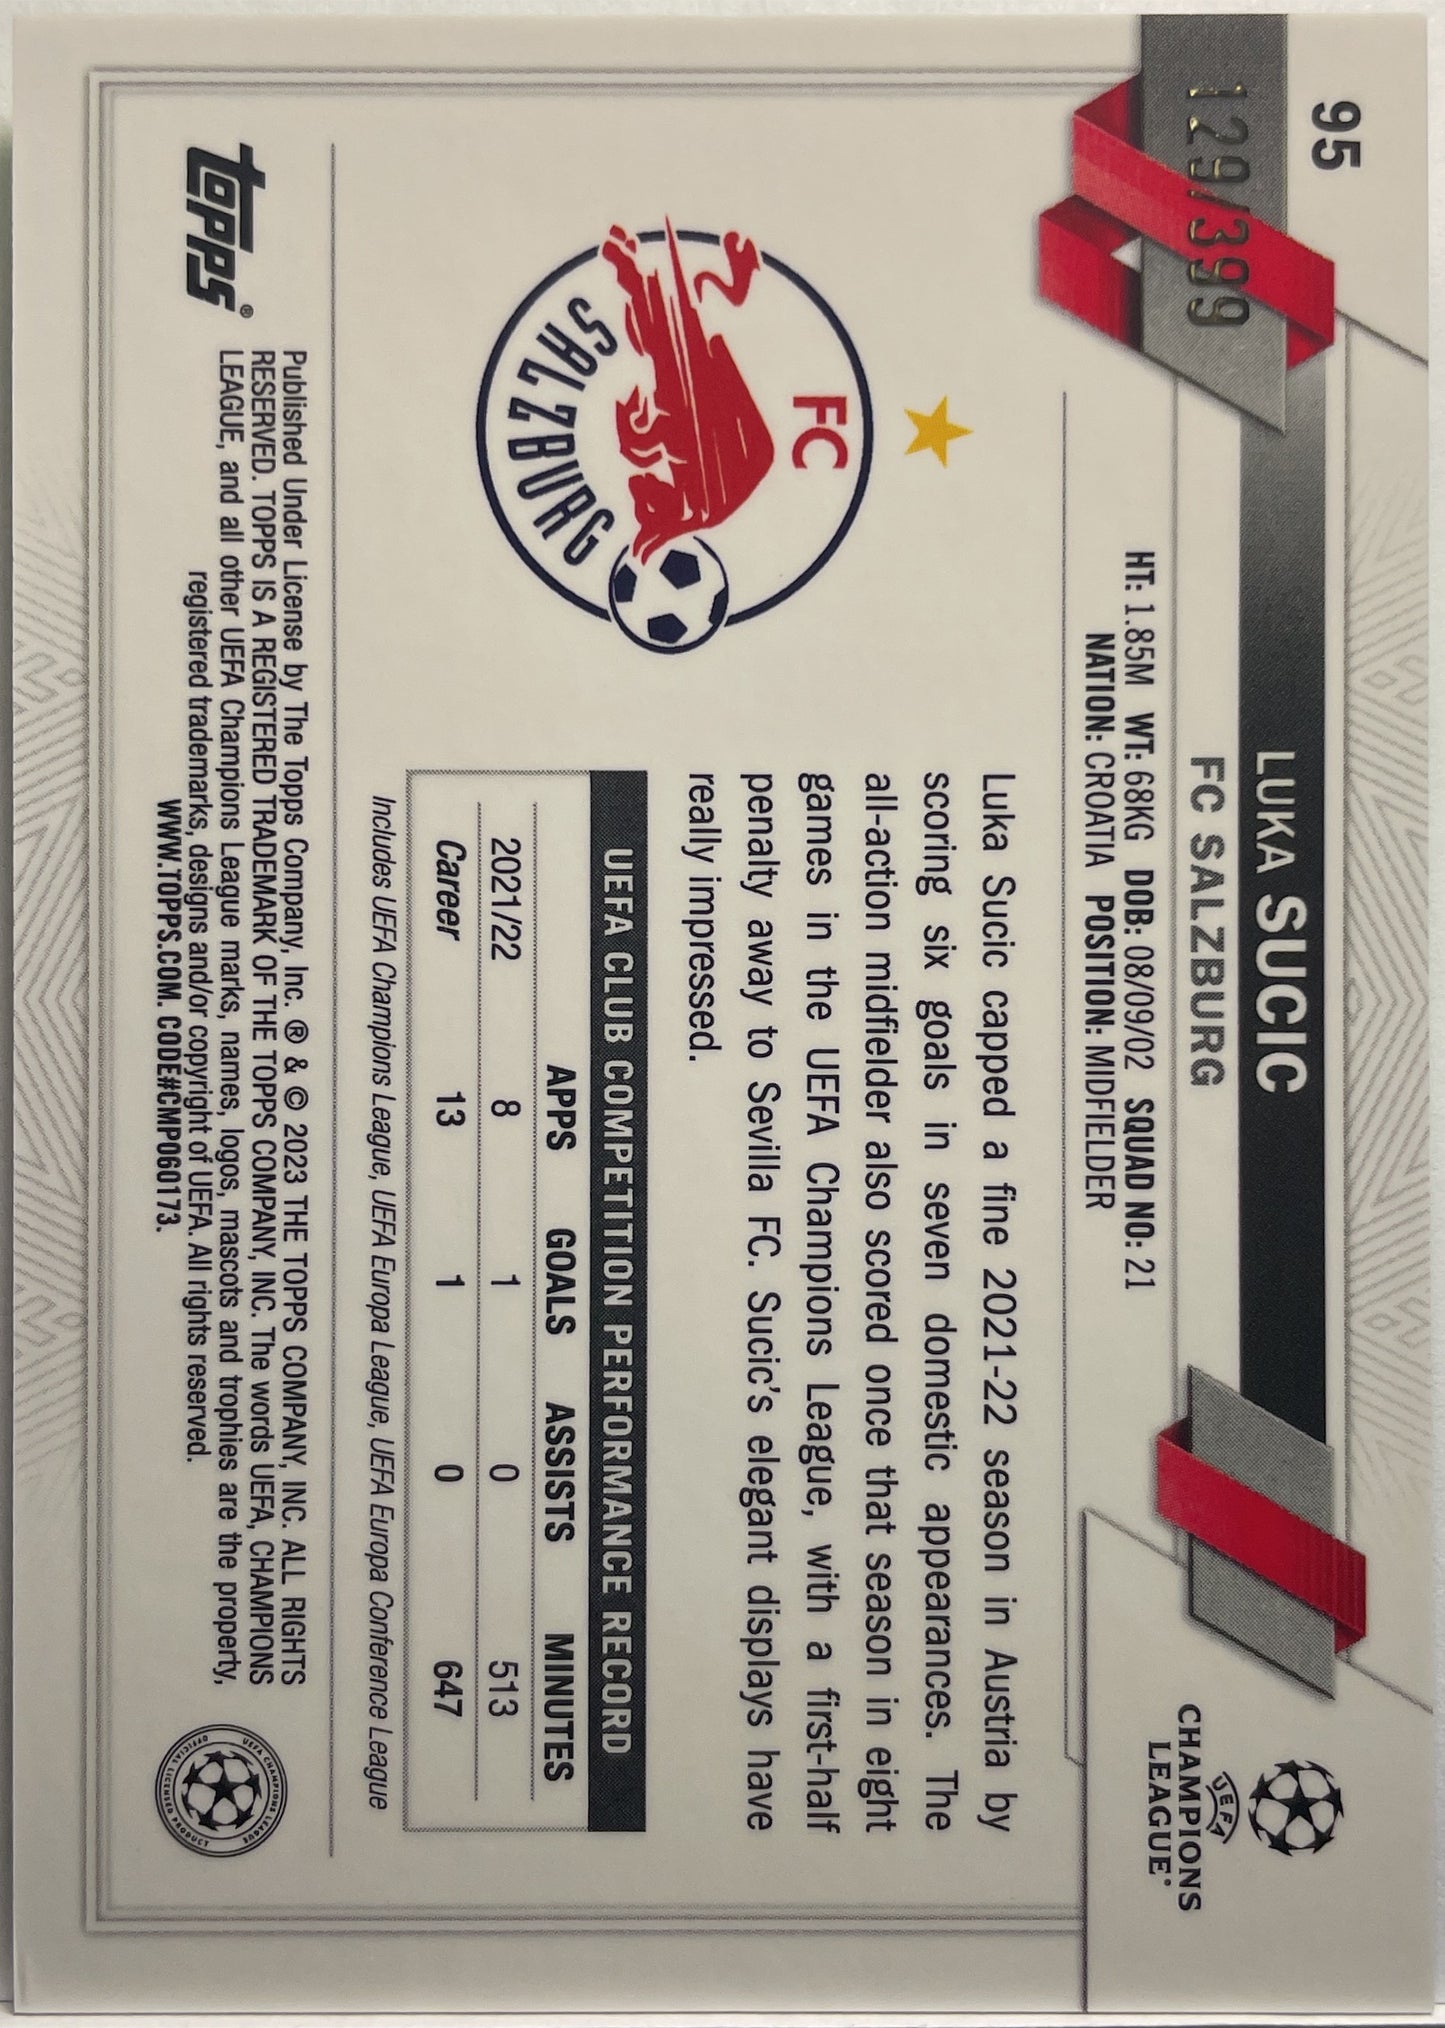 95
129/399
LUKA SUCIC
FC SALZBURG
HT: 1.85M WT: 68KG DOB: 08/09/02 SQUAD NO: 21
NATION: CROATIA POSITION: MIDFIELDER
UEFA
CHAMPIONS
LEAGUE®
FC
SALZBURG
Luka Sucic capped a fine 2021-22 season in Austria by
scoring six goals in seven domestic appearances. The
all-action midfielder also scored once that season in eight
games in the UEFA Champions League, with a first-half
penalty away to Sevilla FC. Sucic's elegant displays have
really impressed.
UEFA CLUB COMPETITION PERFORMANCE RECORD
APPS GOALS ASSISTS MINUTES
2021/22 8 1 0 513
Career 13 1 0 647
Includes UEFA Champions League, UEFA Europa League, UEFA Europa Conference League
topps®
Published Under License by The Topps Company, Inc. ® & © 2023 THE TOPPS COMPANY, INC. ALL RIGHTS
RESERVED. TOPPS IS A REGISTERED TRADEMARK OF THE TOPPS COMPANY, INC. The words UEFA, CHAMPIONS
LEAGUE, and all other UEFA Champions League marks, names, logos, mascots and trophies are the property,
registered trademarks, designs and/or copyright of UEFA. All rights reserved.
WWW.TOPPS.COM. CODE#CMP060173.
UEFA CHAMPIONS LEAGUE
OFFICIAL LICENSED PRODUCT